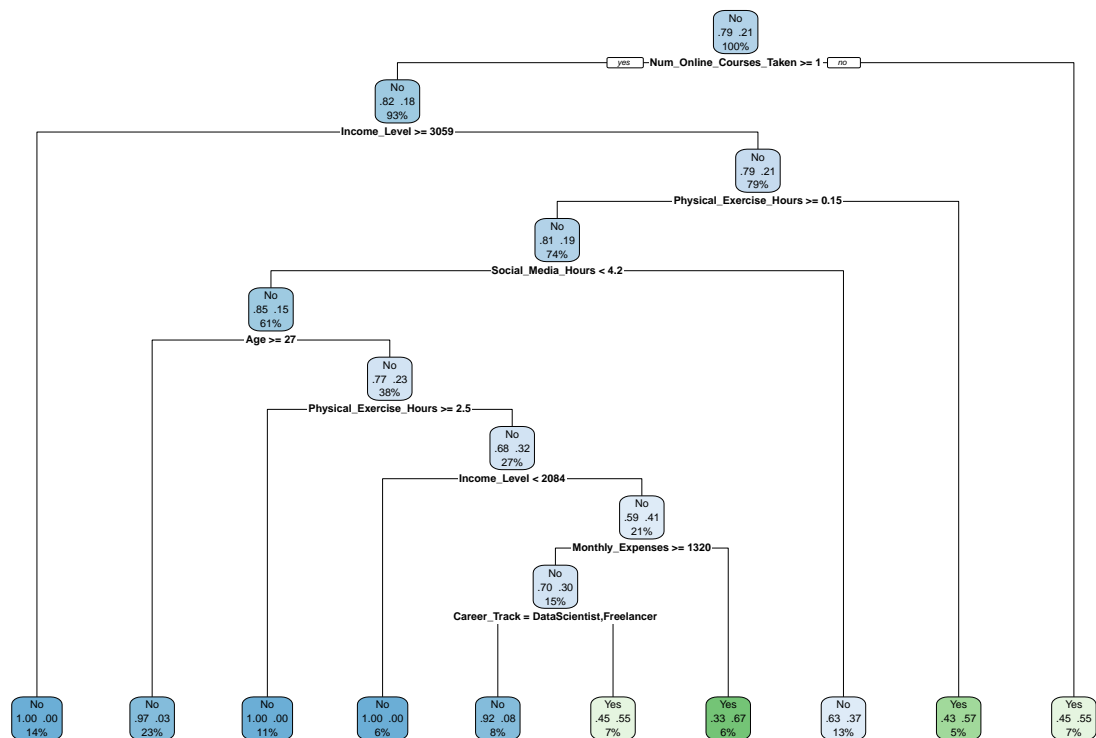 No
.79 .21
100%
yes Num_Online_Courses_Taken >= 1 no
No
.82 .18
93%
Income_Level >= 3059
No
.79 .21
79%
Physical_Exercise_Hours >= 0.15
No
.81 .19
74%
Social_Media_Hours < 4.2
No
.85 .15
61%
Age >= 27
No
.77 .23
38%
Physical_Exercise_Hours >= 2.5
No
.68 .32
27%
Income_Level < 2084
No
.59 .41
21%
Monthly_Expenses >= 1320
No
.70 .30
15%
Career_Track = DataScientist,Freelancer
No
1.00 .00
14%
No
.97 .03
23%
No
1.00 .00
11%
No
1.00 .00
6%
No
.92 .08
8%
Yes
.45 .55
7%
Yes
.33 .67
6%
No
.63 .37
13%
Yes
.43 .57
5%
Yes
.45 .55
7%